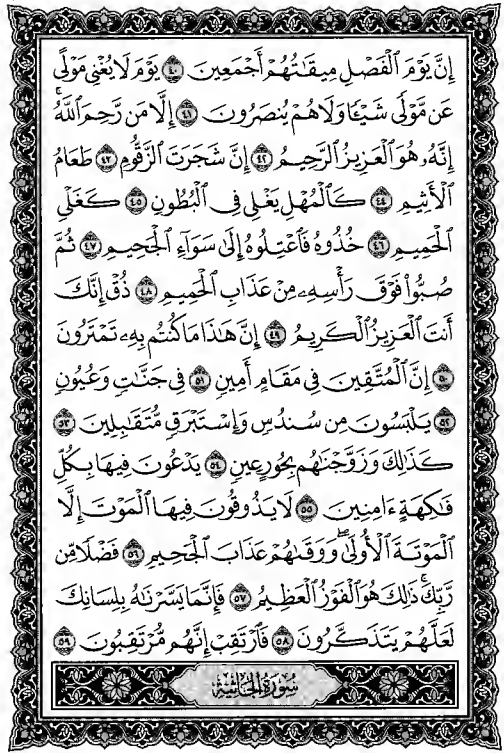 إِنَّ يَوْمَ ٱلْفَصْلِ مِيقَٰتُهُمْ أَجْمَعِينَ ٤٠ يَوْمَ لَا يُغْنِى مَوْلًى
عَن مَّوْلًى شَيْـًٔا وَلَا هُمْ يُنصَرُونَ ٤١ إِلَّا مَن رَّحِمَ ٱللَّهُ ۚ
إِنَّهُۥ هُوَ ٱلْعَزِيزُ ٱلرَّحِيمُ ٤٢ إِنَّ شَجَرَتَ ٱلزَّقُّومِ ٤٣ طَعَامُ
ٱلْأَثِيمِ ٤٤ كَٱلْمُهْلِ يَغْلِى فِى ٱلْبُطُونِ ٤٥ كَغَلْىِ
ٱلْحَمِيمِ ٤٦ خُذُوهُ فَٱعْتِلُوهُ إِلَىٰ سَوَآءِ ٱلْجَحِيمِ ٤٧ ثُمَّ
صُبُّوا۟ فَوْقَ رَأْسِهِۦ مِنْ عَذَابِ ٱلْحَمِيمِ ٤٨ ذُقْ إِنَّكَ
أَنتَ ٱلْعَزِيزُ ٱلْكَرِيمُ ٤٩ إِنَّ هَٰذَا مَا كُنتُم بِهِۦ تَمْتَرُونَ
٥٠ إِنَّ ٱلْمُتَّقِينَ فِى مَقَامٍ أَمِينٍ ٥١ فِى جَنَّٰتٍ وَعُيُونٍ
٥٢ يَلْبَسُونَ مِن سُندُسٍ وَإِسْتَبْرَقٍ مُّتَقَٰبِلِينَ ٥٣
كَذَٰلِكَ وَزَوَّجْنَٰهُم بِحُورٍ عِينٍ ٥٤ يَدْعُونَ فِيهَا بِكُلِّ
فَٰكِهَةٍ ءَامِنِينَ ٥٥ لَا يَذُوقُونَ فِيهَا ٱلْمَوْتَ إِلَّا
ٱلْمَوْتَةَ ٱلْأُولَىٰ ۖ وَوَقَىٰهُمْ عَذَابَ ٱلْجَحِيمِ ٥٦ فَضْلًا مِّن
رَّبِّكَ ۚ ذَٰلِكَ هُوَ ٱلْفَوْزُ ٱلْعَظِيمُ ٥٧ فَإِنَّمَا يَسَّرْنَٰهُ بِلِسَانِكَ
لَعَلَّهُمْ يَتَذَكَّرُونَ ٥٨ فَٱرْتَقِبْ إِنَّهُم مُّرْتَقِبُونَ ٥٩
سُورَةُ الجَاثِيَةِ